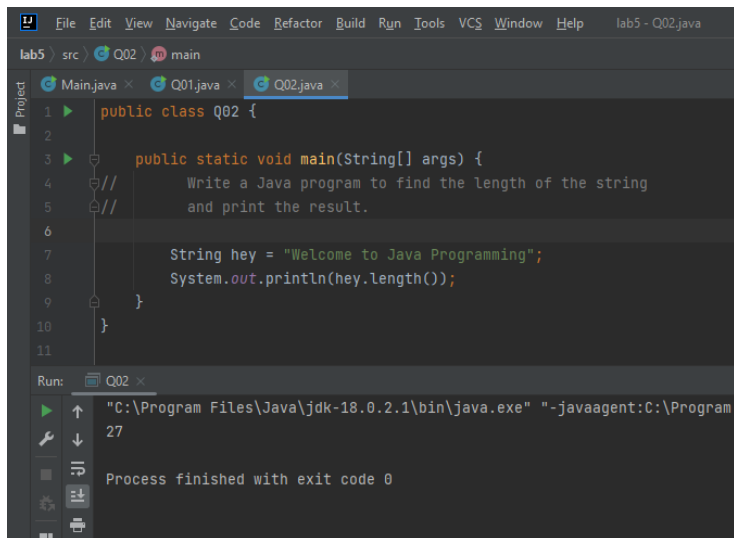 File Edit View Navigate Code Refactor Build Run Tools VCS Window Help lab5 - Q02.java
lab5 src Q02 main
Project
Main.java Q01.java Q02.java
1 public class Q02 {
2
3 public static void main(String[] args) {
4 // Write a Java program to find the length of the string
5 // and print the result.
6
7 String hey = "Welcome to Java Programming";
8 System.out.println(hey.length());
9 }
10 }
11
Run: Q02
"C:\Program Files\Java\jdk-18.0.2.1\bin\java.exe" "-javaagent:C:\Program
27
Process finished with exit code 0